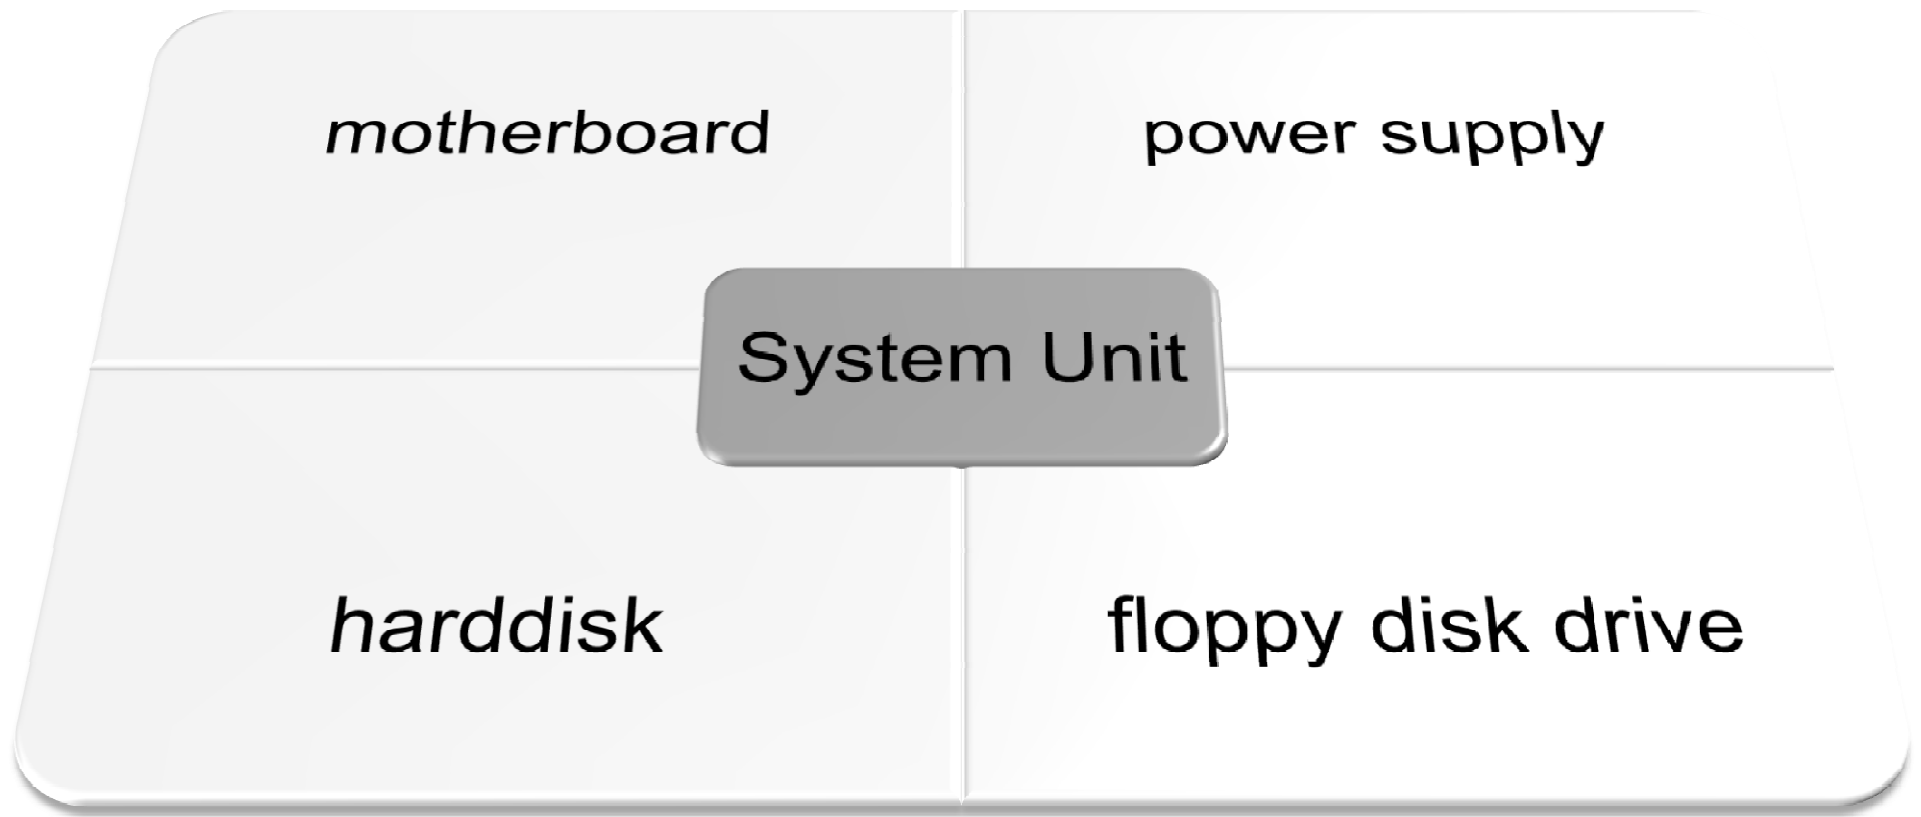 motherboard
power supply
System Unit
harddisk
floppy disk drive